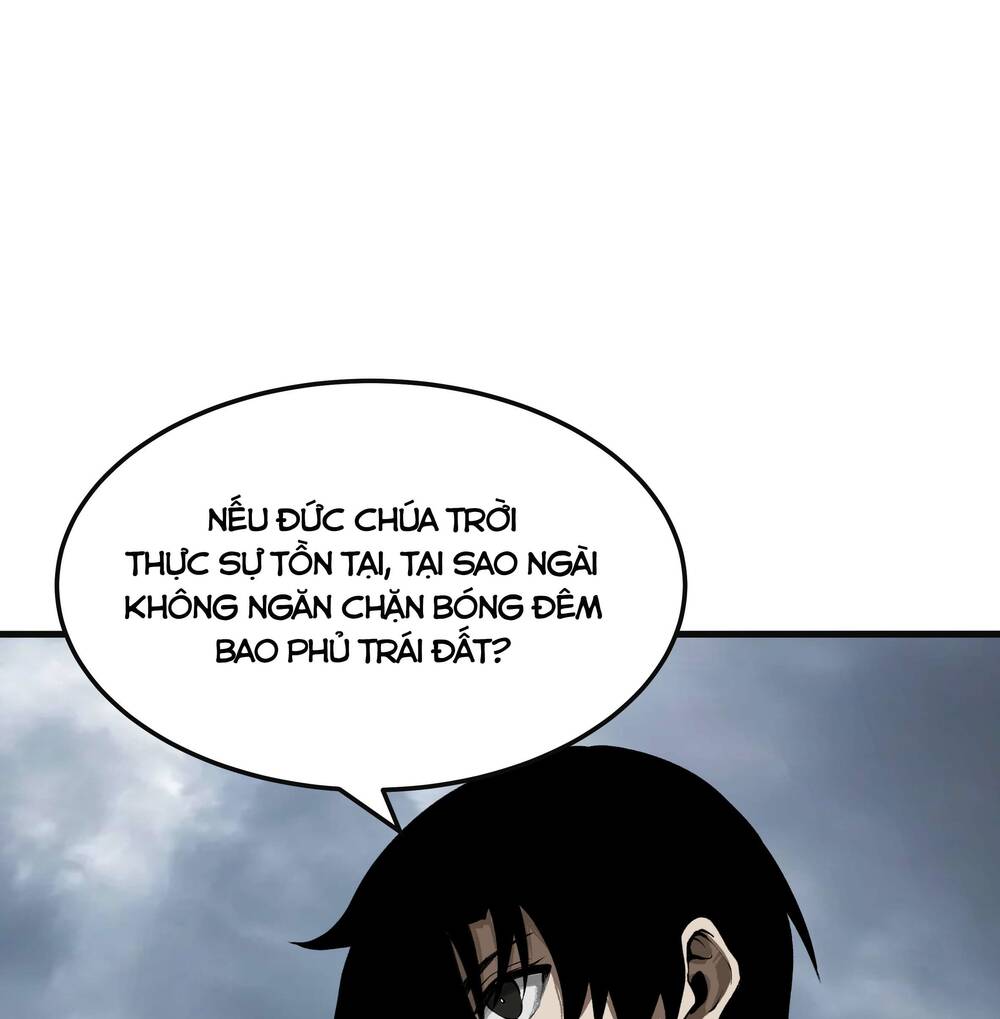 NẾU ĐỨC CHÚA TRỜI
THỰC SỰ TỒN TẠI, TẠI SAO NGÀI
KHÔNG NGĂN CHẶN BÓNG ĐÊM
BAO PHỦ TRÁI ĐẤT?